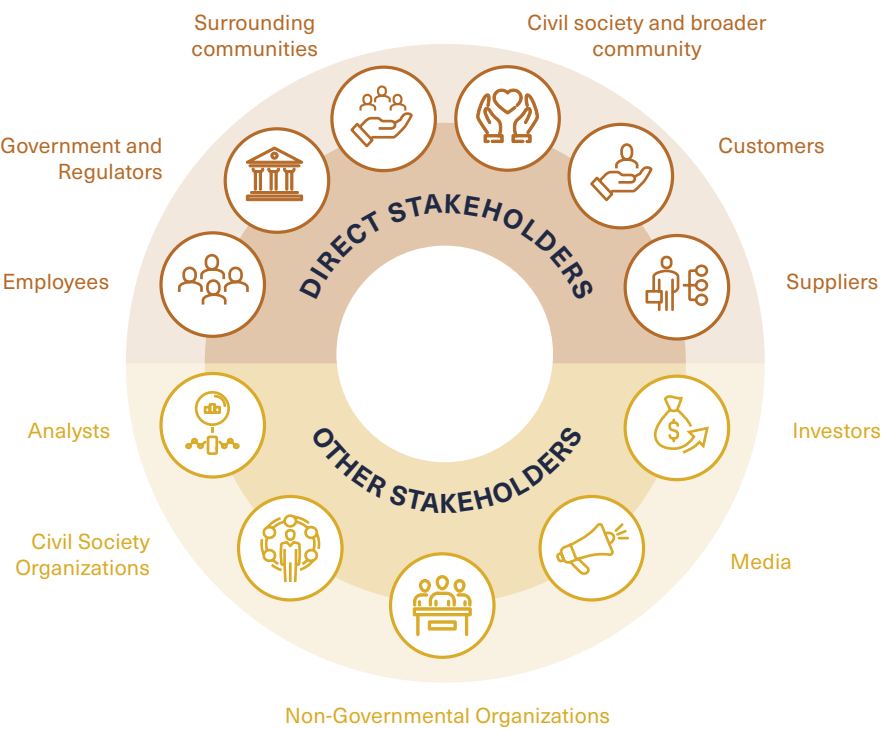 Surrounding
communities
Civil society and broader
community
Government and
Regulators
Customers
Employees
Suppliers
DIRECT STAKEHOLDERS
OTHER STAKEHOLDERS
Analysts
Investors
Civil Society
Organizations
Media
Non-Governmental Organizations
$